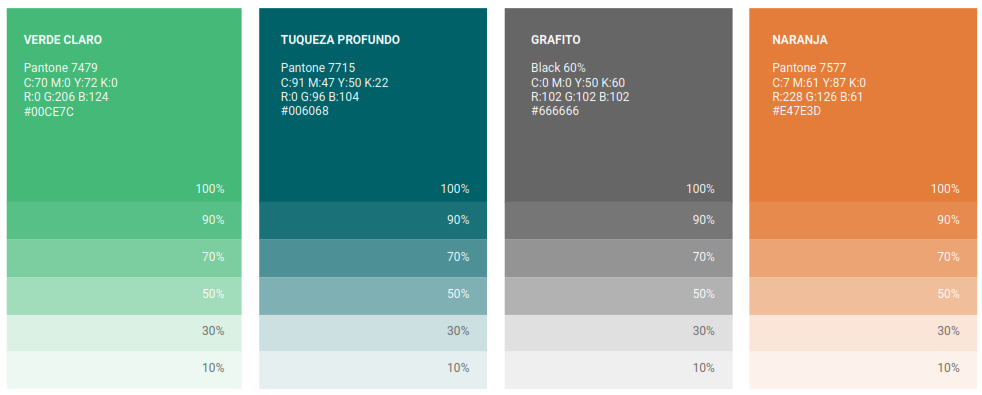 VERDE CLARO
Pantone 7479
C:70 M:0 Y:72 K:0
R:0 G:206 B:124
#00CE7C
100%
90%
70%
50%
30%
10%
TUQUEZA PROFUNDO
Pantone 7715
C:91 M:47 Y:50 K:22
R:0 G:96 B:104
#006068
100%
90%
70%
50%
30%
10%
GRAFITO
Black 60%
C:0 M:0 Y:50 K:60
R:102 G:102 B:102
#666666
100%
90%
70%
50%
30%
10%
NARANJA
Pantone 7577
C:7 M:61 Y:87 K:0
R:228 G:126 B:61
#E47E3D
100%
90%
70%
50%
30%
10%